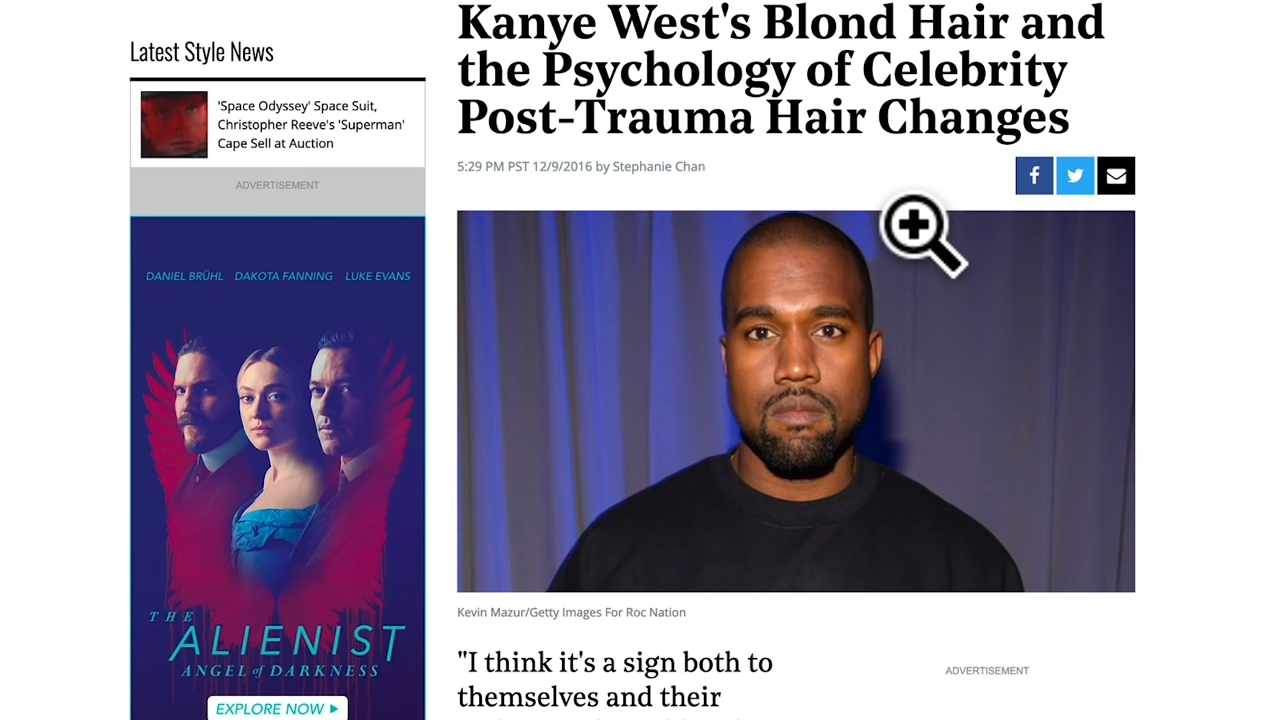 Kanye West's Blond Hair and
the Psychology of Celebrity
Post-Trauma Hair Changes
5:29 PM PST 12/9/2016 by Stephanie Chan
Latest Style News
'Space Odyssey' Space Suit,
Christopher Reeve's 'Superman'
Cape Sell at Auction
ADVERTISEMENT
DANIEL BRÜHL DAKOTA FANNING LUKE EVANS
THE
ALIENIST
ANGEL of DARKNESS
EXPLORE NOW
Kevin Mazur/Getty Images For Roc Nation
"I think it's a sign both to
themselves and their
ADVERTISEMENT